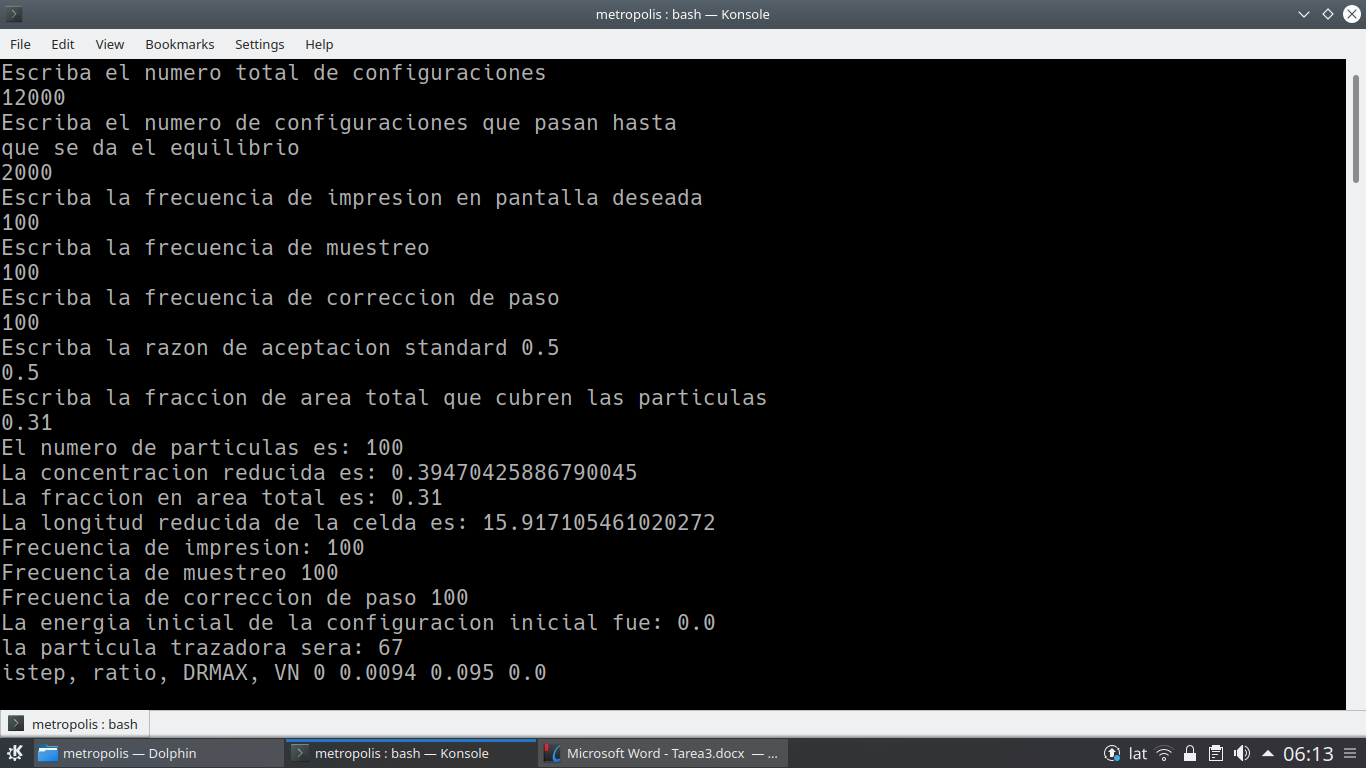 metropolis : bash — Konsole
File Edit View Bookmarks Settings Help
Escriba el numero total de configuraciones
12000
Escriba el numero de configuraciones que pasan hasta
que se da el equilibrio
2000
Escriba la frecuencia de impresion en pantalla deseada
100
Escriba la frecuencia de muestreo
100
Escriba la frecuencia de correccion de paso
100
Escriba la razon de aceptacion standard 0.5
0.5
Escriba la fraccion de area total que cubren las particulas
0.31
El numero de particulas es: 100
La concentracion reducida es: 0.39470425886790045
La fraccion en area total es: 0.31
La longitud reducida de la celda es: 15.917105461020272
Frecuencia de impresion: 100
Frecuencia de muestreo 100
Frecuencia de correccion de paso 100
La energia inicial de la configuracion inicial fue: 0.0
la particula trazadora sera: 67
istep, ratio, DRMAX, VN 0 0.0094 0.095 0.0
metropolis : bash
metropolis — Dolphin metropolis : bash — Konsole Microsoft Word - Tarea3.docx — ... lat 06:13